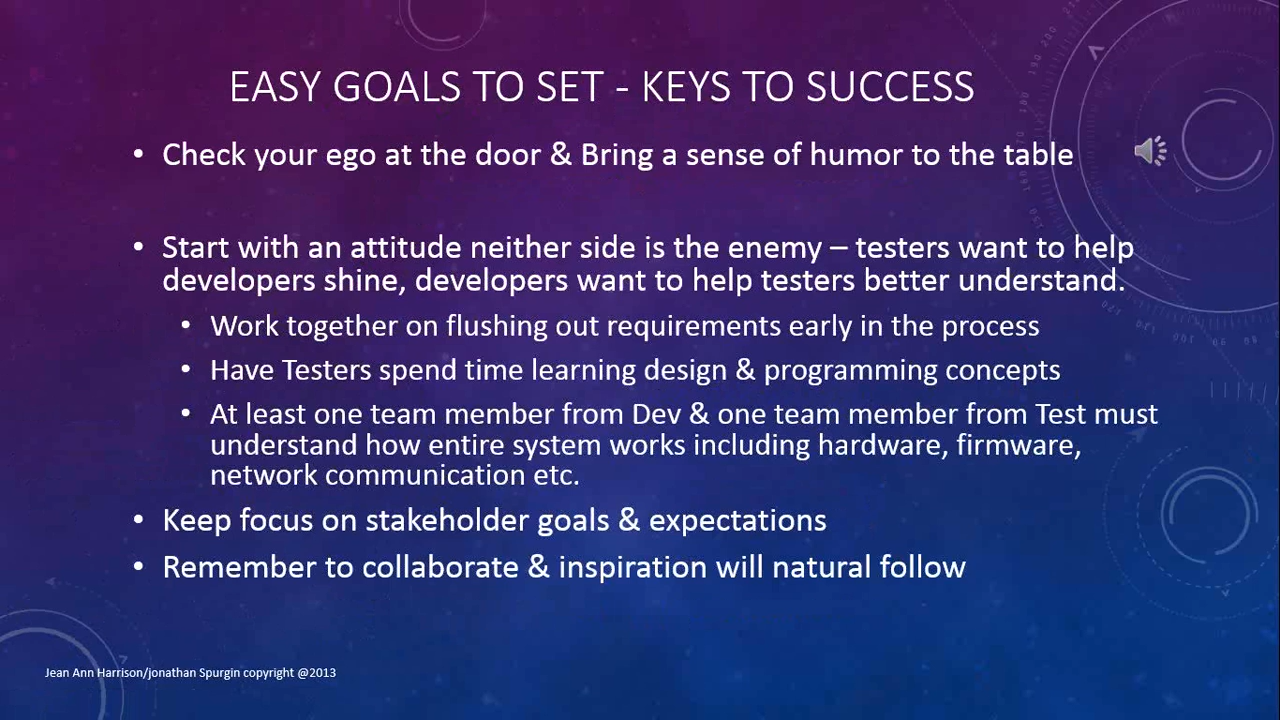 EASY GOALS TO SET - KEYS TO SUCCESS
• Check your ego at the door & Bring a sense of humor to the table
• Start with an attitude neither side is the enemy – testers want to help
developers shine, developers want to help testers better understand.
• Work together on flushing out requirements early in the process
• Have Testers spend time learning design & programming concepts
• At least one team member from Dev & one team member from Test must
understand how entire system works including hardware, firmware,
network communication etc.
• Keep focus on stakeholder goals & expectations
• Remember to collaborate & inspiration will natural follow
Jean Ann Harrison/jonathan Spurgin copyright @2013